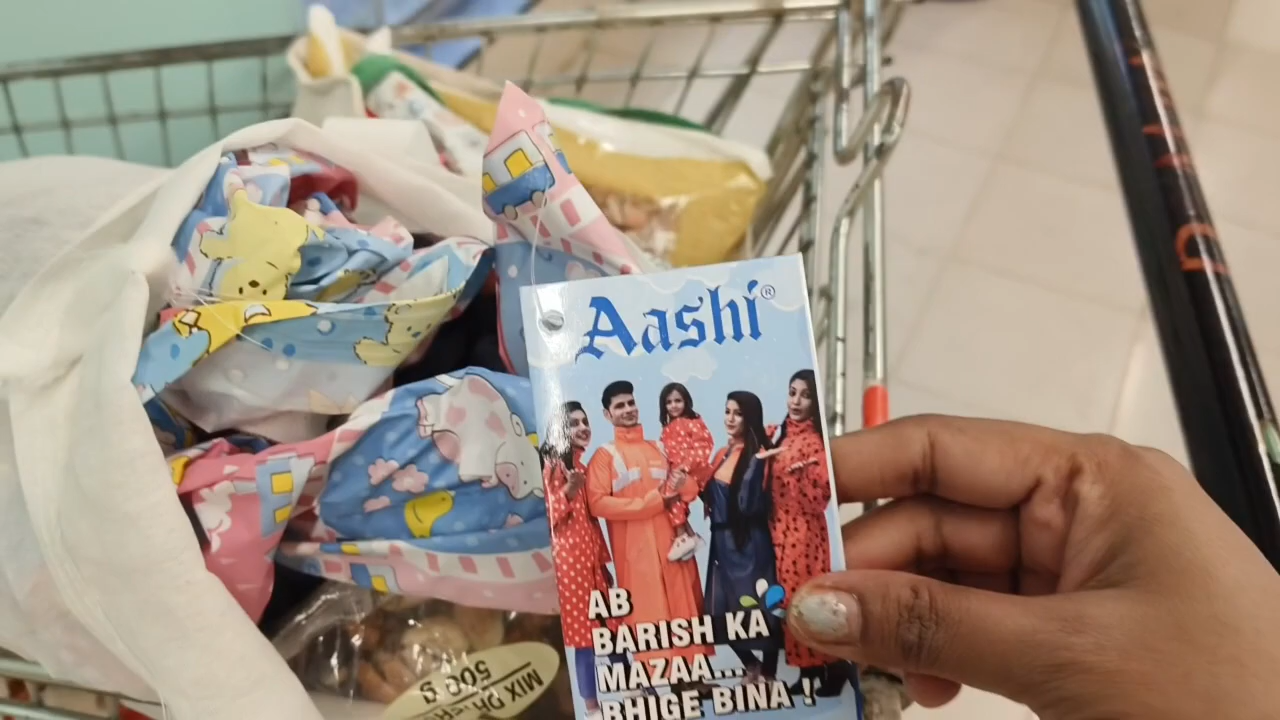 Aashi®
AB
BARISH KA
MAZAA...
BHIGE BINA !
MIX
500 g